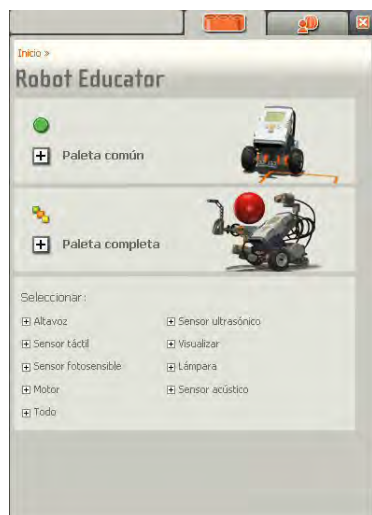 Inicio >
Robot Educator
Paleta común
Paleta completa
Seleccionar:
Altavoz
Sensor ultrasónico
Sensor táctil
Visualizar
Sensor fotosensible
Lámpara
Motor
Sensor acústico
Todo